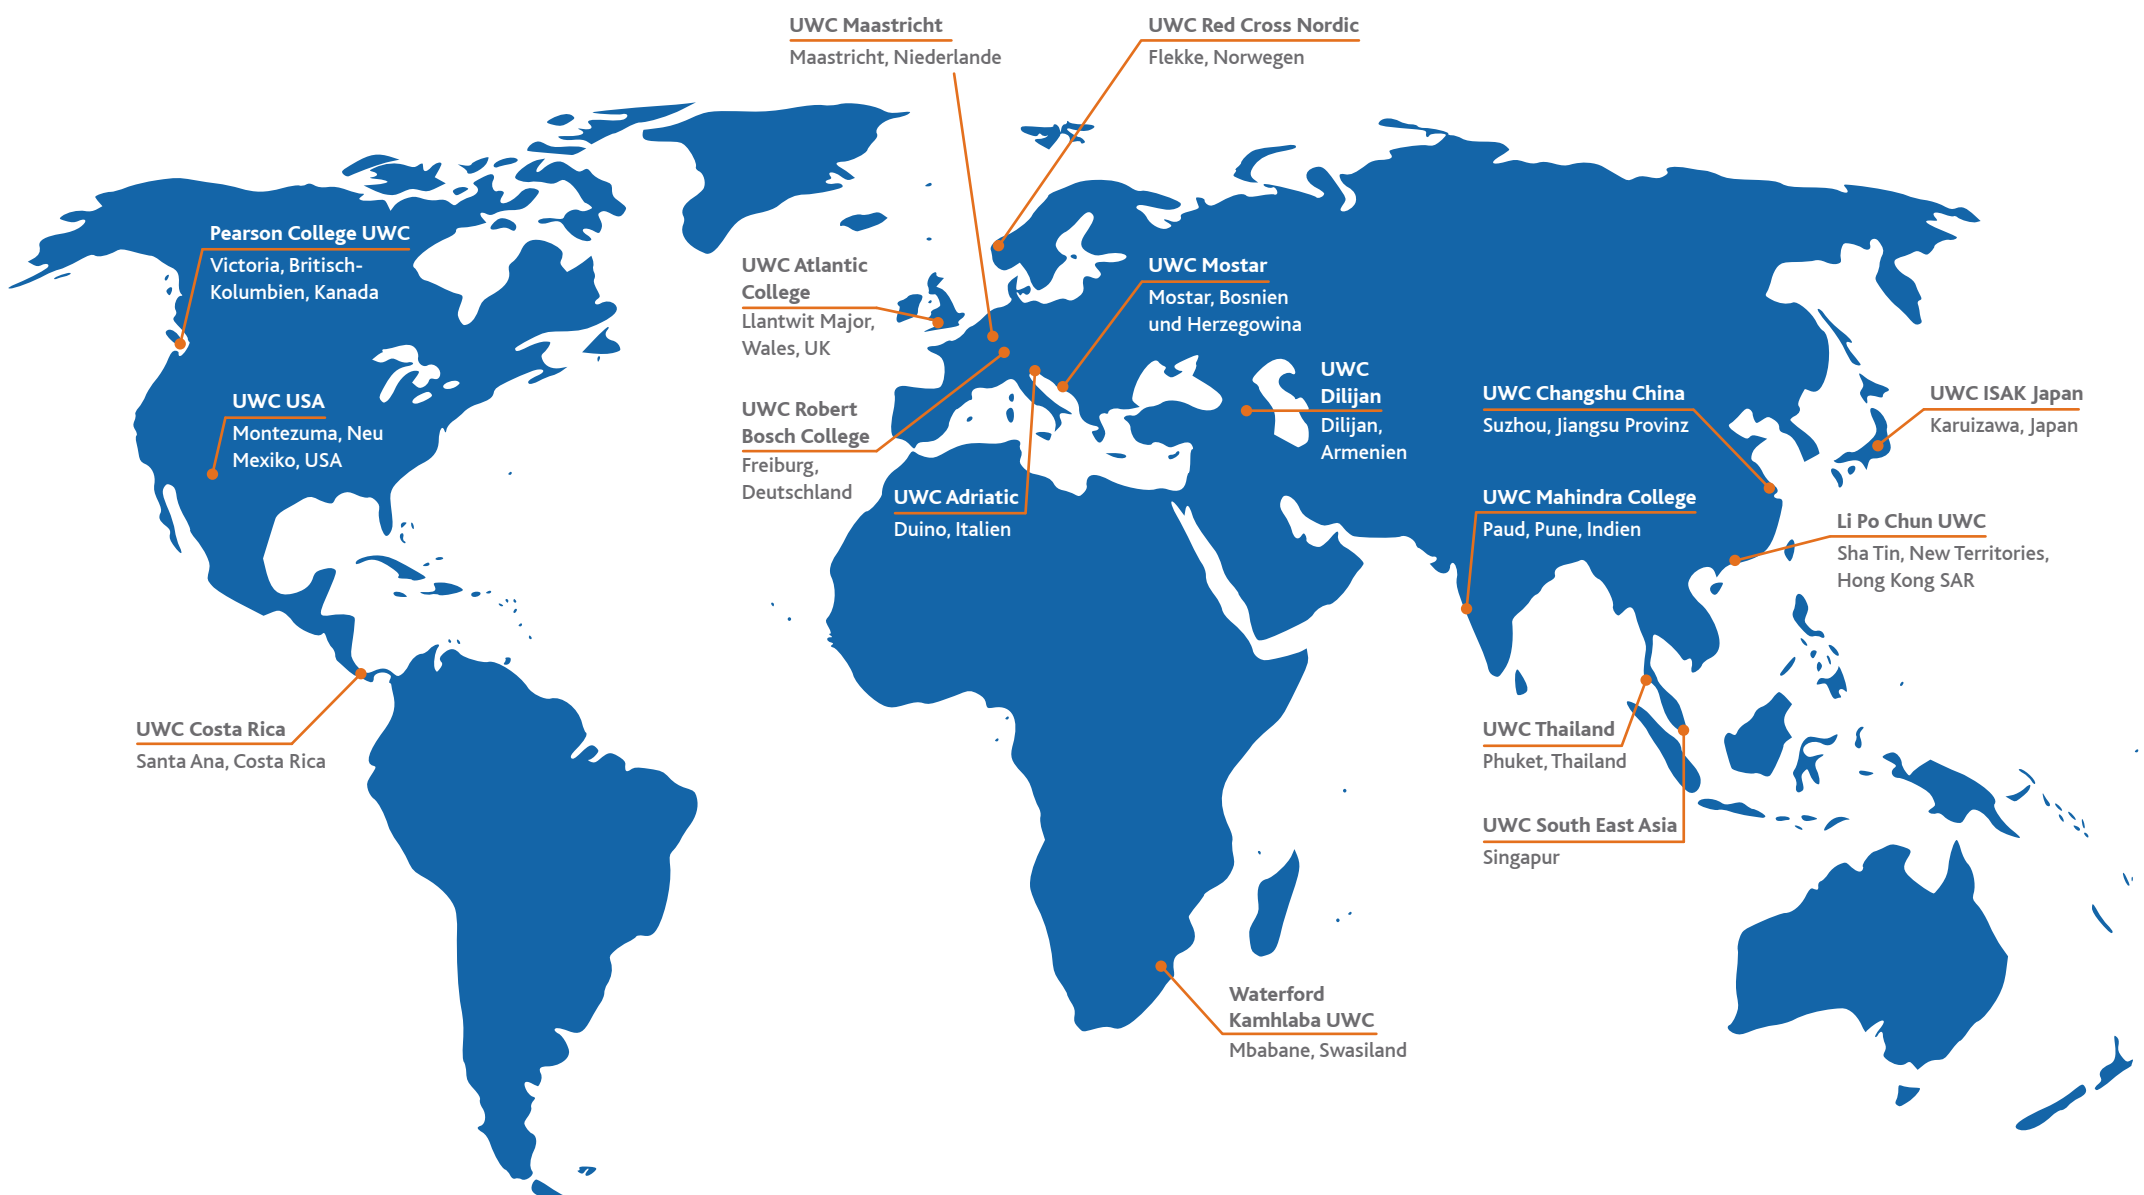 UWC Maastricht
Maastricht, Niederlande
UWC Red Cross Nordic
Flekke, Norwegen
Pearson College UWC
Victoria, Britisch-
Kolumbien, Kanada
UWC Atlantic
College
Llantwit Major,
Wales, UK
UWC Mostar
Mostar, Bosnien
und Herzegowina
UWC USA
Montezuma, Neu
Mexiko, USA
UWC Robert
Bosch College
Freiburg,
Deutschland
UWC Adriatic
Duino, Italien
UWC
Dilijan
Dilijan,
Armenien
UWC Changshu China
Suzhou, Jiangsu Provinz
UWC ISAK Japan
Karuizawa, Japan
UWC Mahindra College
Paud, Pune, Indien
Li Po Chun UWC
Sha Tin, New Territories,
Hong Kong SAR
UWC Costa Rica
Santa Ana, Costa Rica
UWC Thailand
Phuket, Thailand
UWC South East Asia
Singapur
Waterford
Kamhlaba UWC
Mbabane, Swasiland